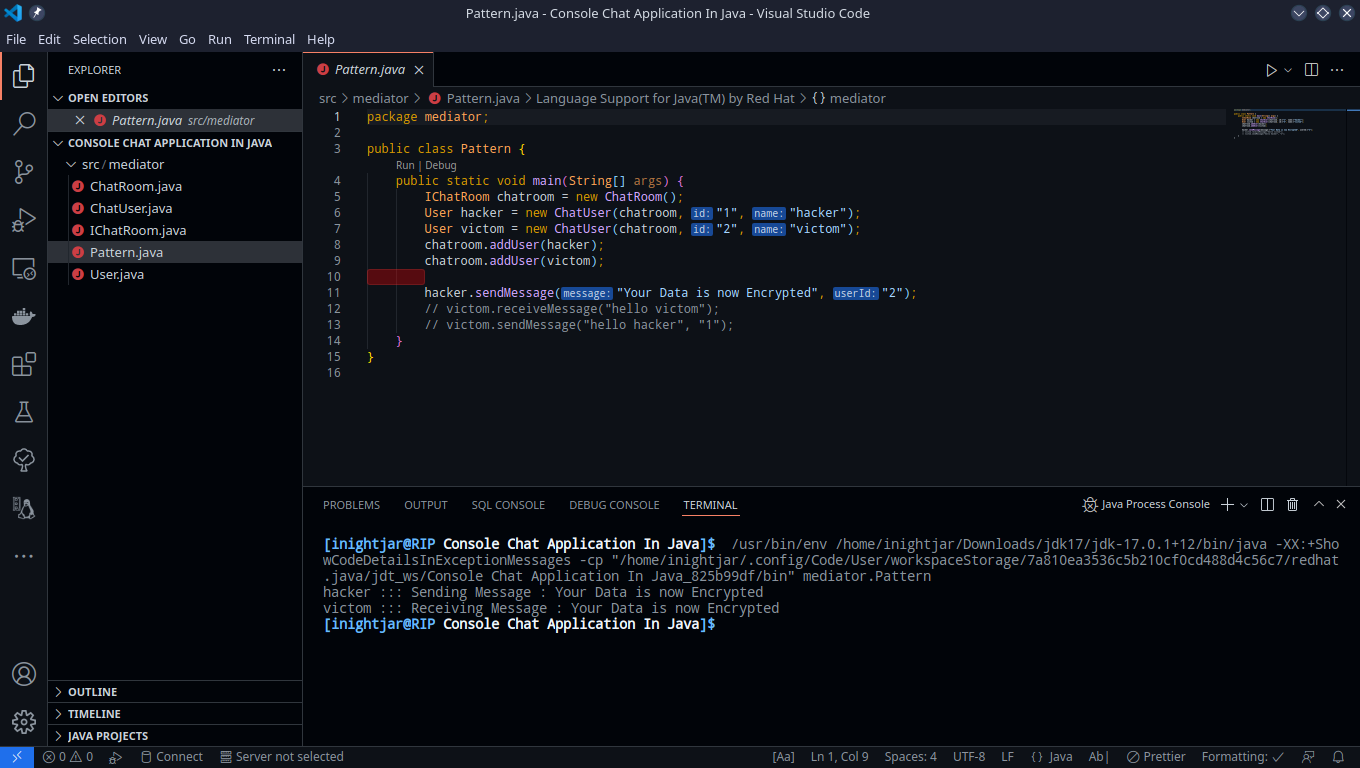 Pattern.java - Console Chat Application In Java - Visual Studio Code
File Edit Selection View Go Run Terminal Help
EXPLORER
OPEN EDITORS
Pattern.java src/mediator
CONSOLE CHAT APPLICATION IN JAVA
src / mediator
ChatRoom.java
ChatUser.java
IChatRoom.java
Pattern.java
User.java
OUTLINE
TIMELINE
JAVA PROJECTS
Pattern.java
src > mediator > Pattern.java > Language Support for Java(TM) by Red Hat > {} mediator
1 package mediator;
2
3 public class Pattern {
Run | Debug
4 public static void main(String[] args) {
5 IChatRoom chatroom = new ChatRoom();
6 User hacker = new ChatUser(chatroom, id: "1", name: "hacker");
7 User victom = new ChatUser(chatroom, id: "2", name: "victom");
8 chatroom.addUser(hacker);
9 chatroom.addUser(victom);
10
11 hacker.sendMessage(message: "Your Data is now Encrypted", userId: "2");
12 // victom.receiveMessage("hello victom");
13 // victom.sendMessage("hello hacker", "1");
14 }
15 }
16
PROBLEMS OUTPUT SQL CONSOLE DEBUG CONSOLE TERMINAL Java Process Console
[inightjar@RIP Console Chat Application In Java]$ /usr/bin/env /home/inightjar/Downloads/jdk17/jdk-17.0.1+12/bin/java -XX:+Sho
wCodeDetailsInExceptionMessages -cp "/home/inightjar/.config/Code/User/workspaceStorage/7a810ea3536c5b210cf0cd488d4c56c7/redhat
.java/jdt_ws/Console Chat Application In Java_825b99df/bin" mediator.Pattern
hacker ::: Sending Message : Your Data is now Encrypted
victom ::: Receiving Message : Your Data is now Encrypted
[inightjar@RIP Console Chat Application In Java]$
0 0 Connect Server not selected [Aa] Ln 1, Col 9 Spaces: 4 UTF-8 LF {} Java Ab| Prettier Formatting: ✓